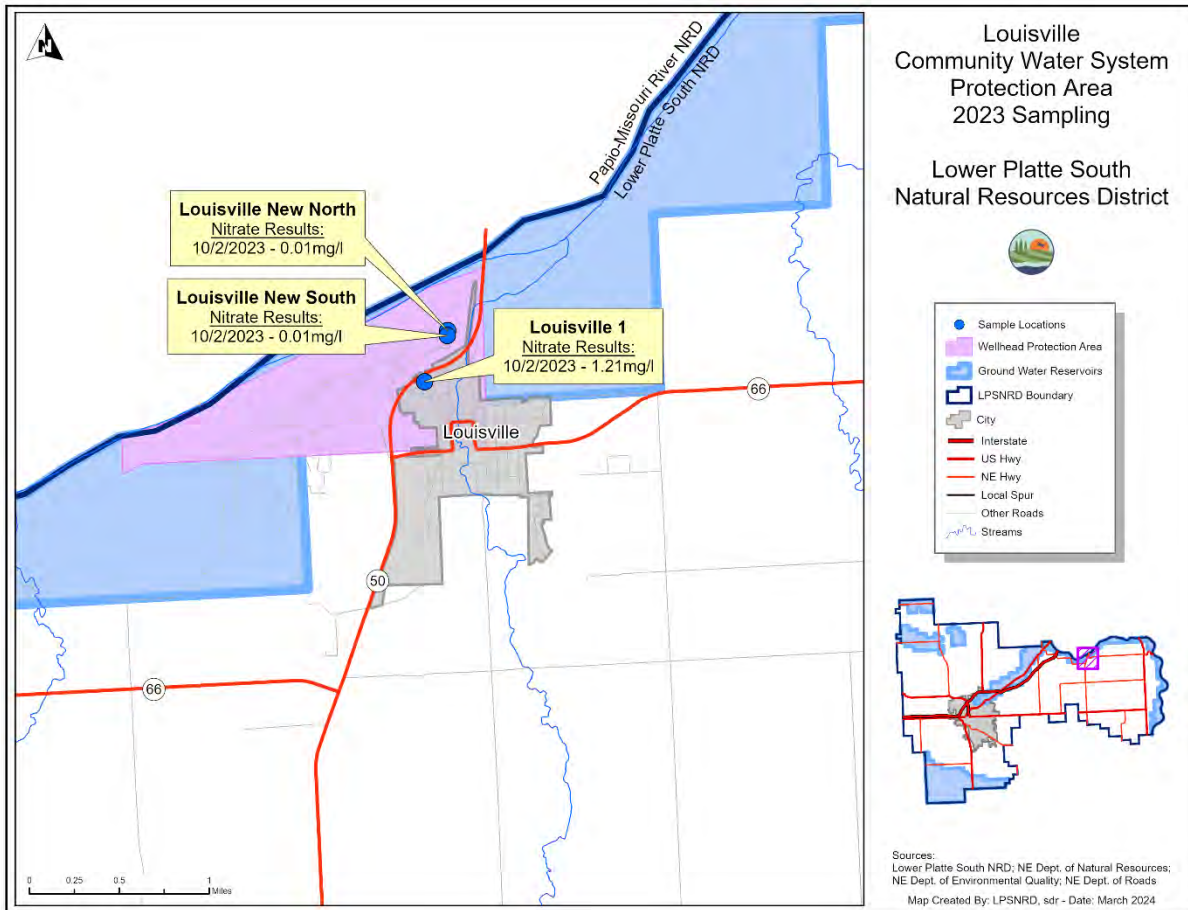 N
Papio-Missouri River NRD
Lower Platte South NRD
Louisville New North
Nitrate Results:
10/2/2023 - 0.01mg/l
Louisville New South
Nitrate Results:
10/2/2023 - 0.01mg/l
Louisville 1
Nitrate Results:
10/2/2023 - 1.21mg/l
66
Louisville
50
66
0 0.25 0.5 1
Miles
Louisville
Community Water System
Protection Area
2023 Sampling
Lower Platte South
Natural Resources District
Sample Locations
Wellhead Protection Area
Ground Water Reservoirs
LPSNRD Boundary
City
Interstate
US Hwy
NE Hwy
Local Spur
Other Roads
Streams
Sources:
Lower Platte South NRD; NE Dept. of Natural Resources;
NE Dept. of Environmental Quality; NE Dept. of Roads
Map Created By: LPSNRD, sdr - Date: March 2024